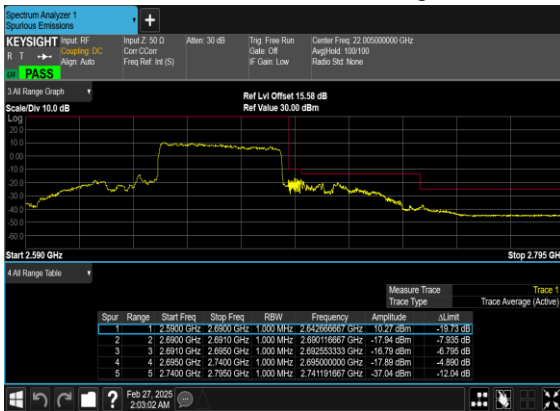 Spectrum Analyzer 1
Spurious Emissions
KEYSIGHT Input: RF Input Z: 50 Ω Atten: 30 dB Trig: Free Run Center Freq: 22.005000000 GHz
R T Coupling: DC Corr CCorr Gate: Off Avg|Hold: 100/100
Align: Auto Freq Ref: Int (S) IF Gain: Low Radio Std: None
PASS
3 All Range Graph
Ref Lvl Offset 15.58 dB
Scale/Div 10.0 dB Ref Value 30.00 dBm
Log
20.0
10.0
0.00
-10.0
-20.0
-30.0
-40.0
-50.0
-60.0
Start 2.590 GHz Stop 2.795 GH
4 All Range Table
Measure Trace Trace 1
Trace Type Trace Average (Active)
Spur Range Start Freq Stop Freq RBW Frequency Amplitude ΔLimit
1 1 2.5900 GHz 2.6900 GHz 1.000 MHz 2.642666667 GHz 10.27 dBm -19.73 dB
2 2 2.6900 GHz 2.6910 GHz 1.000 MHz 2.690116667 GHz -17.94 dBm -7.935 dB
3 3 2.6910 GHz 2.6950 GHz 1.000 MHz 2.692553333 GHz -16.79 dBm -6.795 dB
4 4 2.6950 GHz 2.7400 GHz 1.000 MHz 2.695000000 GHz -17.89 dBm -4.890 dB
5 5 2.7400 GHz 2.7950 GHz 1.000 MHz 2.741191667 GHz -37.04 dBm -12.04 dB
Feb 27, 2025
2:03:02 AM